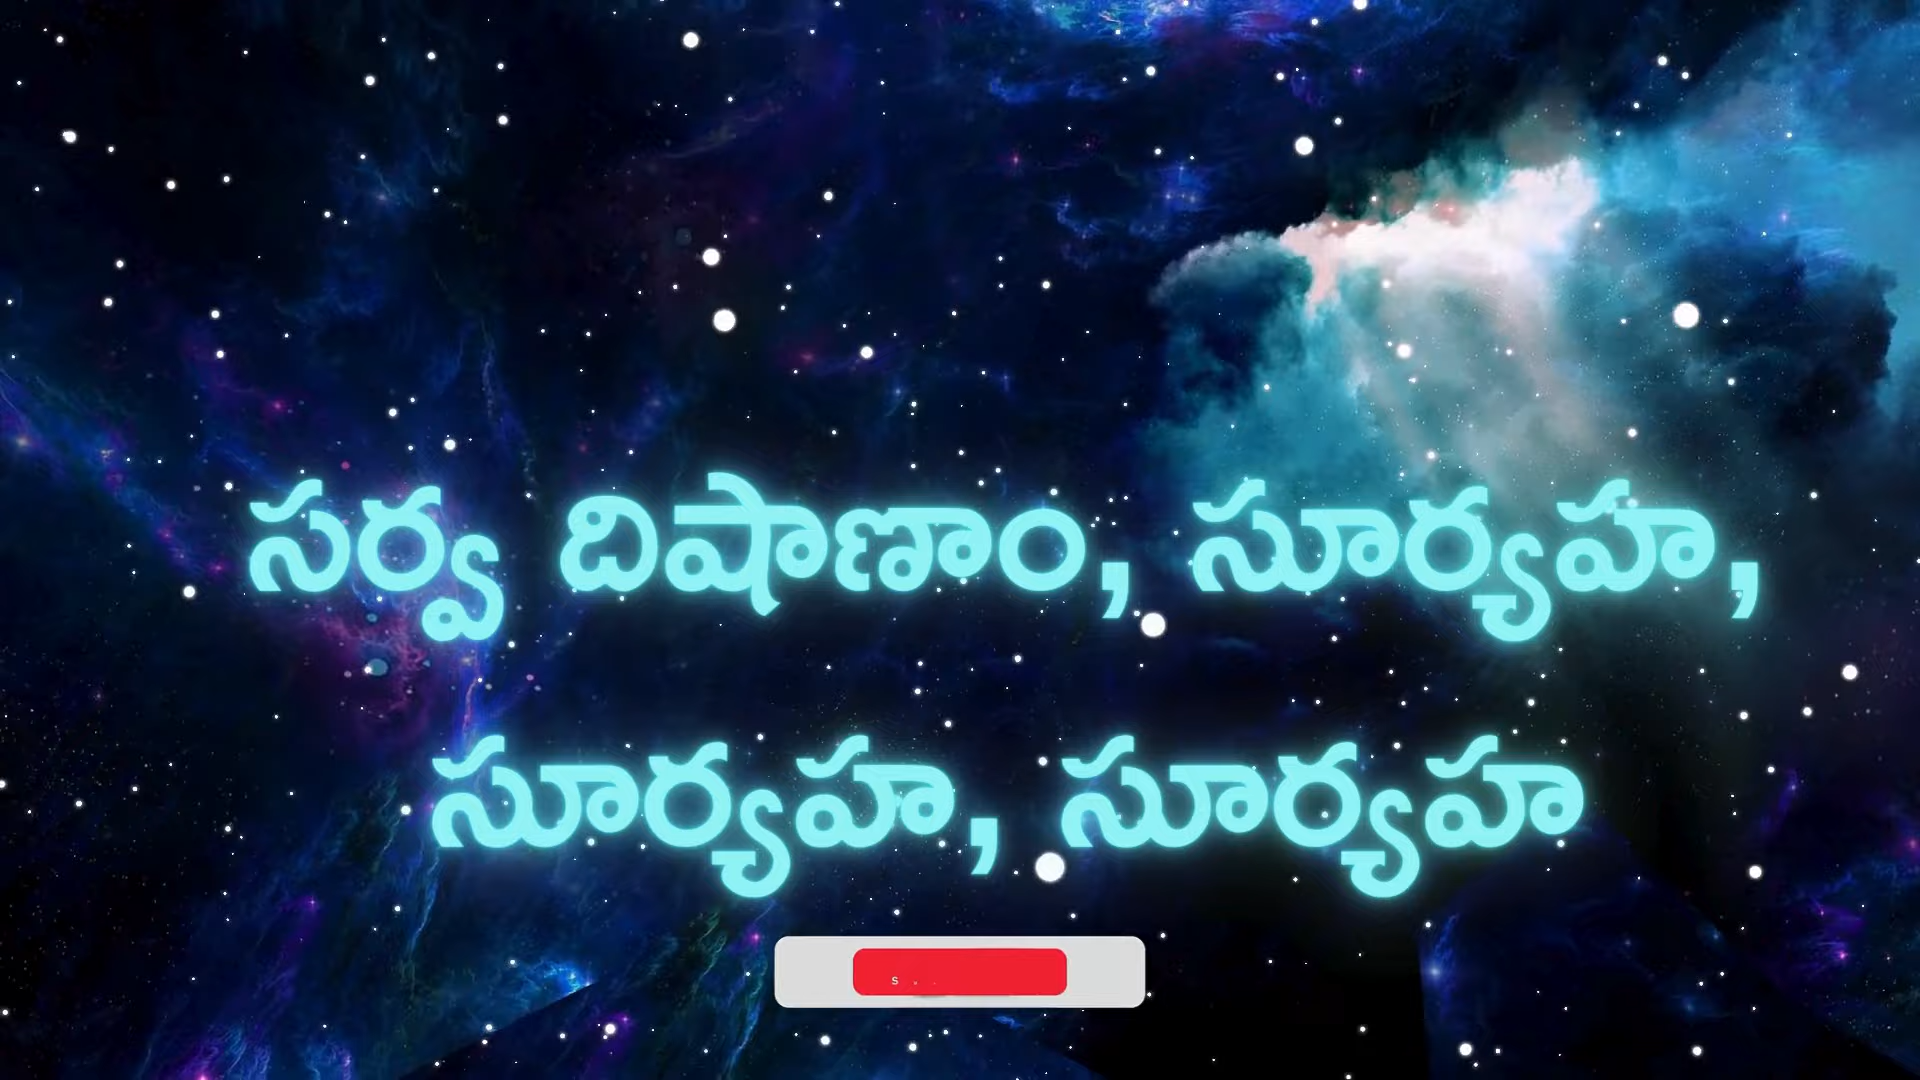 సర్వ దిషాణాం, సూర్యహ,
సూర్యహ, సూర్యహ